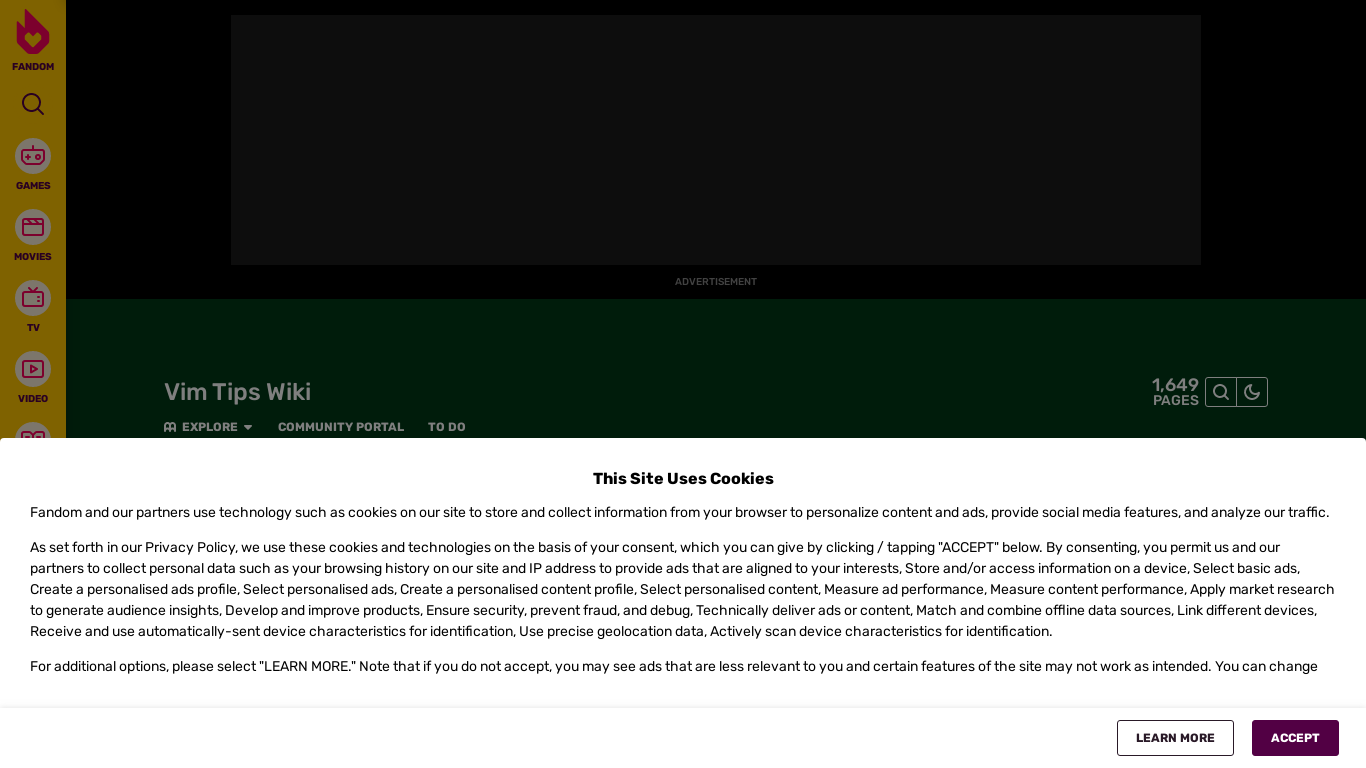 FANDOM
GAMES
MOVIES
TV
VIDEO
ADVERTISEMENT
Vim Tips Wiki
1,649
PAGES
EXPLORE
COMMUNITY PORTAL
TO DO
This Site Uses Cookies
Fandom and our partners use technology such as cookies on our site to store and collect information from your browser to personalize content and ads, provide social media features, and analyze our traffic.
As set forth in our Privacy Policy, we use these cookies and technologies on the basis of your consent, which you can give by clicking / tapping "ACCEPT" below. By consenting, you permit us and our
partners to collect personal data such as your browsing history on our site and IP address to provide ads that are aligned to your interests, Store and/or access information on a device, Select basic ads,
Create a personalised ads profile, Select personalised ads, Create a personalised content profile, Select personalised content, Measure ad performance, Measure content performance, Apply market research
to generate audience insights, Develop and improve products, Ensure security, prevent fraud, and debug, Technically deliver ads or content, Match and combine offline data sources, Link different devices,
Receive and use automatically-sent device characteristics for identification, Use precise geolocation data, Actively scan device characteristics for identification.
For additional options, please select "LEARN MORE." Note that if you do not accept, you may see ads that are less relevant to you and certain features of the site may not work as intended. You can change
LEARN MORE
ACCEPT